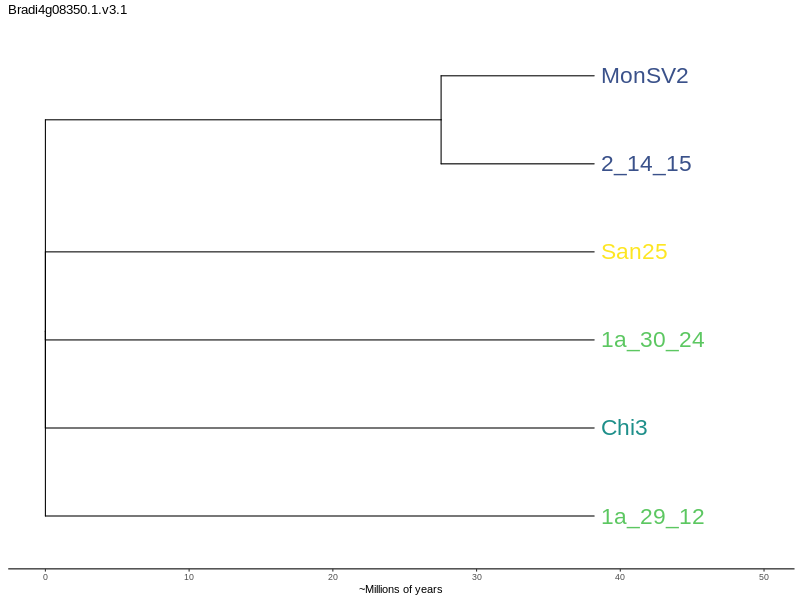 Bradi4g08350.1.v3.1
MonSV2
2_14_15
San25
1a_30_24
Chi3
1a_29_12
0 10 20 30 40 50
~Millions of years